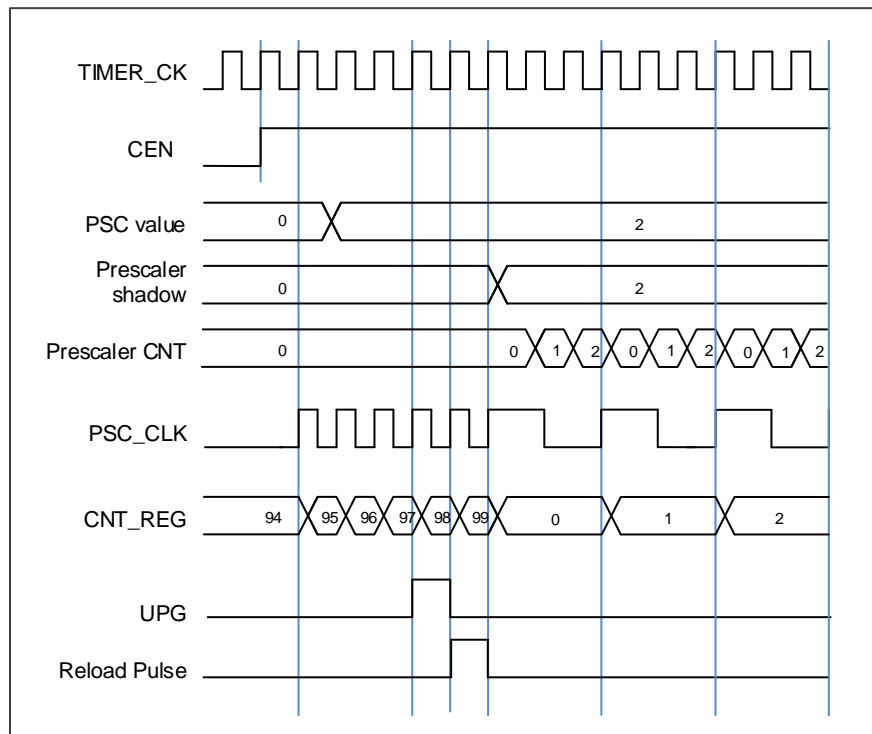 TIMER_CK
CEN
PSC value 0 2
Prescaler
shadow 0 2
Prescaler CNT 0 0 1 2 0 1 2 0 1 2
PSC_CLK
CNT_REG 94 95 96 97 98 99 0 1 2
UPG
Reload Pulse